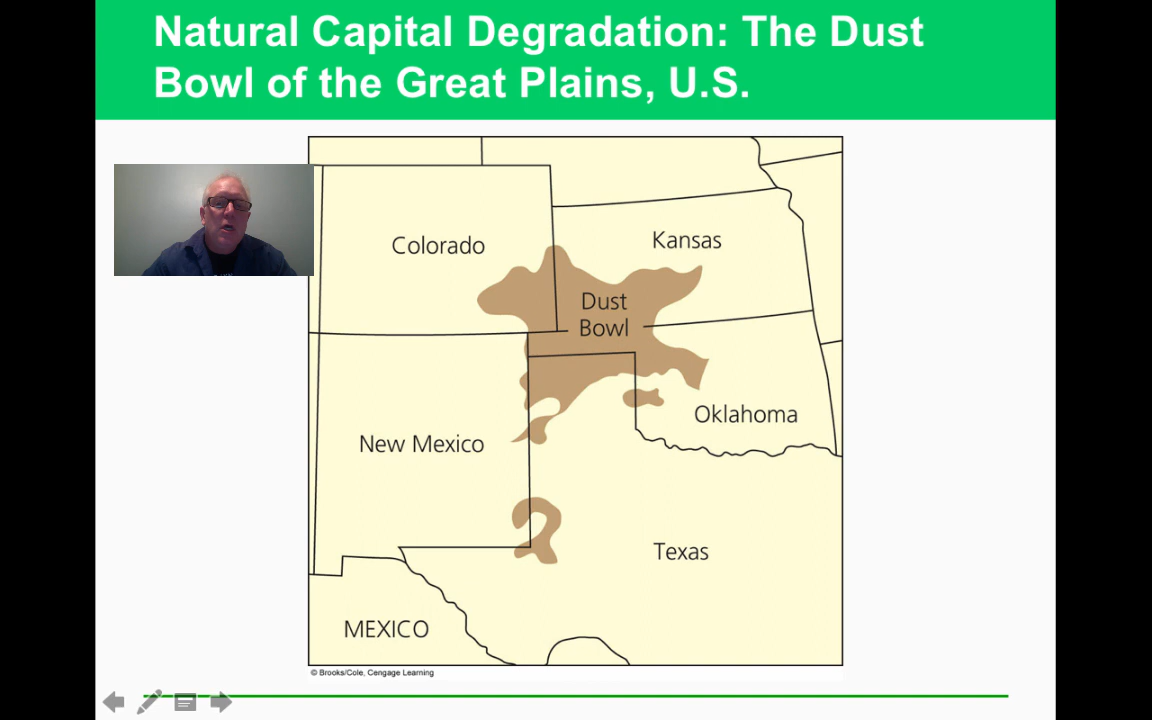 Natural Capital Degradation: The Dust
Bowl of the Great Plains, U.S.
Colorado
Kansas
Dust
Bowl
Oklahoma
New Mexico
Texas
MEXICO
© Brooks/Cole, Cengage Learning